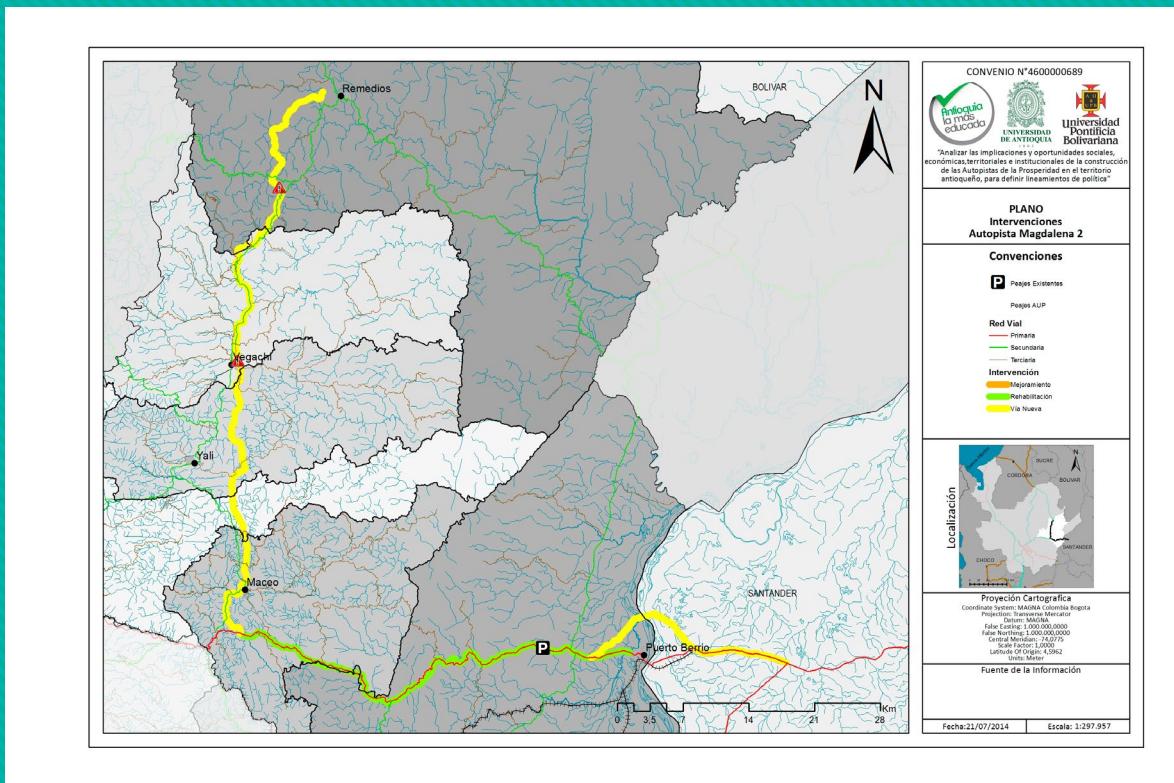 Remedios
BOLIVAR
N
Yegachí
Yali
Maceo
SANTANDER
P
Puerto Berrio
Km
0 3,5 7 14 21 28
CONVENIO N°4600000689
Antioquia
la más
educada
UNIVERSIDAD
DE ANTIOQUIA
1803
Universidad
Pontificia
Bolivariana
"Analizar las implicaciones y oportunidades sociales,
económicas,territoriales e institucionales de la construcción
de las Autopistas de la Prosperidad en el territorio
antioqueño, para definir lineamientos de política"
PLANO
Intervenciones
Autopista Magdalena 2
Convenciones
P Peajes Existentes
Peajes AUP
Red Vial
Primaria
Secundaria
Terciaria
Intervención
Mejoramiento
Rehabilitación
Vía Nueva
Localización
N
SUCRE
CORDOBA
BOLIVAR
SANTANDER
CHOCO
Proyeción Cartografica
Coordinate System: MAGNA Colombia Bogota
Projection: Transverse Mercator
Datum: MAGNA
False Easting: 1.000.000,0000
False Northing: 1.000.000,0000
Central Meridian: -74,0775
Scale Factor: 1,0000
Latitude Of Origin: 4,5962
Units: Meter
Fuente de la Información
Fecha:21/07/2014
Escala: 1:297.957